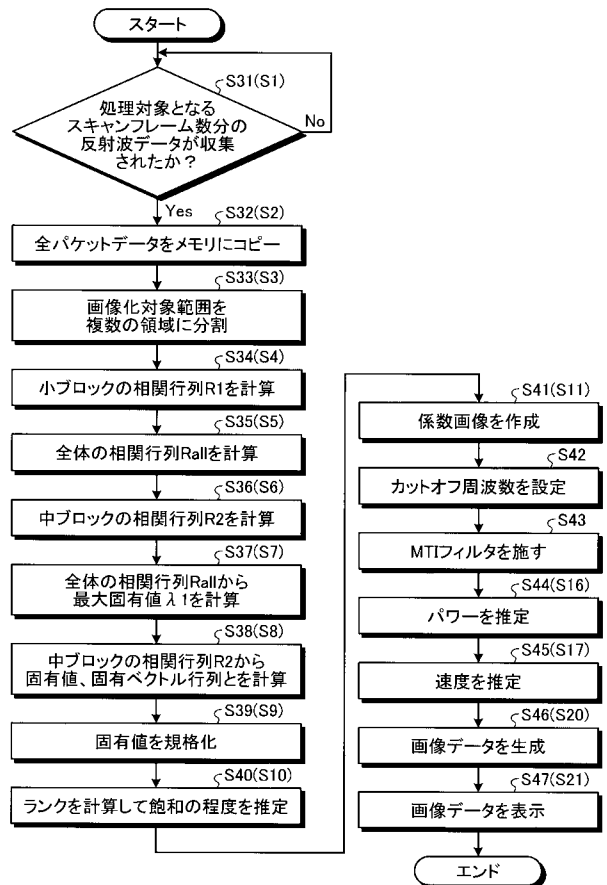 スタート
S31(S1)
処理対象となる
スキャンフレーム数分の
反射波データが収集
されたか？
No
Yes
S32(S2)
全パケットデータをメモリにコピー
S33(S3)
画像化対象範囲を
複数の領域に分割
S34(S4)
小ブロックの相関行列R1を計算
S35(S5)
全体の相関行列Rallを計算
S36(S6)
中ブロックの相関行列R2を計算
S37(S7)
全体の相関行列Rallから
最大固有値λ1を計算
S38(S8)
中ブロックの相関行列R2から
固有値、固有ベクトル行列とを計算
S39(S9)
固有値を規格化
S40(S10)
ランクを計算して飽和の程度を推定
S41(S11)
係数画像を作成
S42
カットオフ周波数を設定
S43
MTIフィルタを施す
S44(S16)
パワーを推定
S45(S17)
速度を推定
S46(S20)
画像データを生成
S47(S21)
画像データを表示
エンド